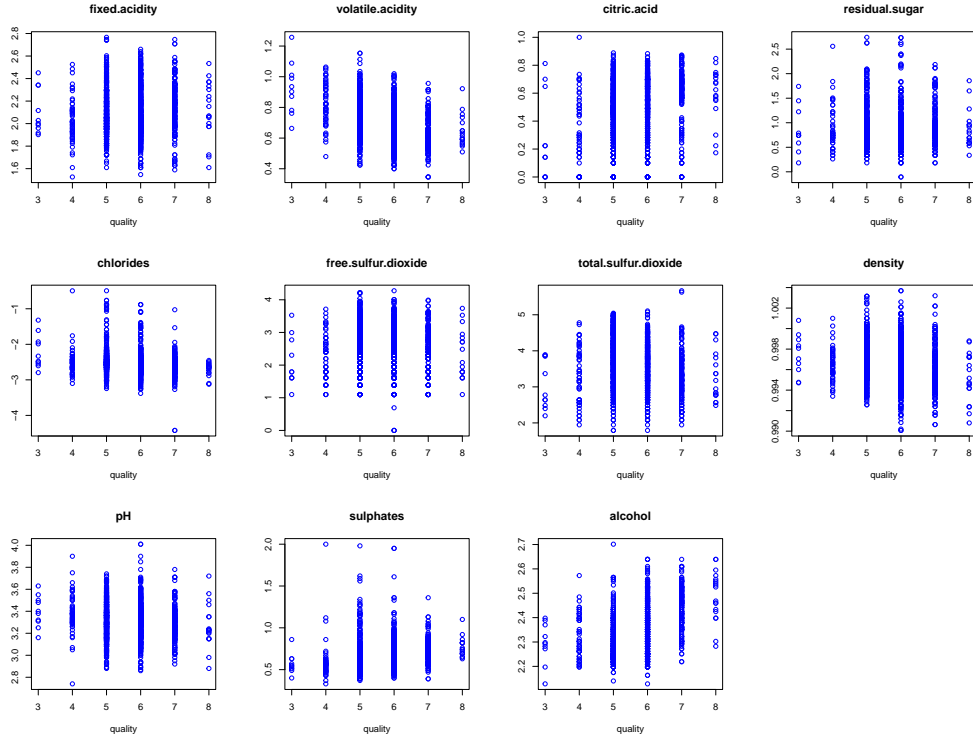 fixed.acidity
1.6 1.8 2.0 2.2 2.4 2.6 2.8
3 4 5 6 7 8
quality
volatile.acidity
0.4 0.6 0.8 1.0 1.2
3 4 5 6 7 8
quality
citric.acid
0.0 0.2 0.4 0.6 0.8 1.0
3 4 5 6 7 8
quality
residual.sugar
0.0 0.5 1.0 1.5 2.0 2.5
3 4 5 6 7 8
quality
chlorides
-4 -3 -2 -1
3 4 5 6 7 8
quality
free.sulfur.dioxide
0 1 2 3 4
3 4 5 6 7 8
quality
total.sulfur.dioxide
2 3 4 5
3 4 5 6 7 8
quality
density
0.990 0.994 0.998 1.002
3 4 5 6 7 8
quality
pH
2.8 3.0 3.2 3.4 3.6 3.8 4.0
3 4 5 6 7 8
quality
sulphates
0.5 1.0 1.5 2.0
3 4 5 6 7 8
quality
alcohol
2.2 2.3 2.4 2.5 2.6 2.7
3 4 5 6 7 8
quality